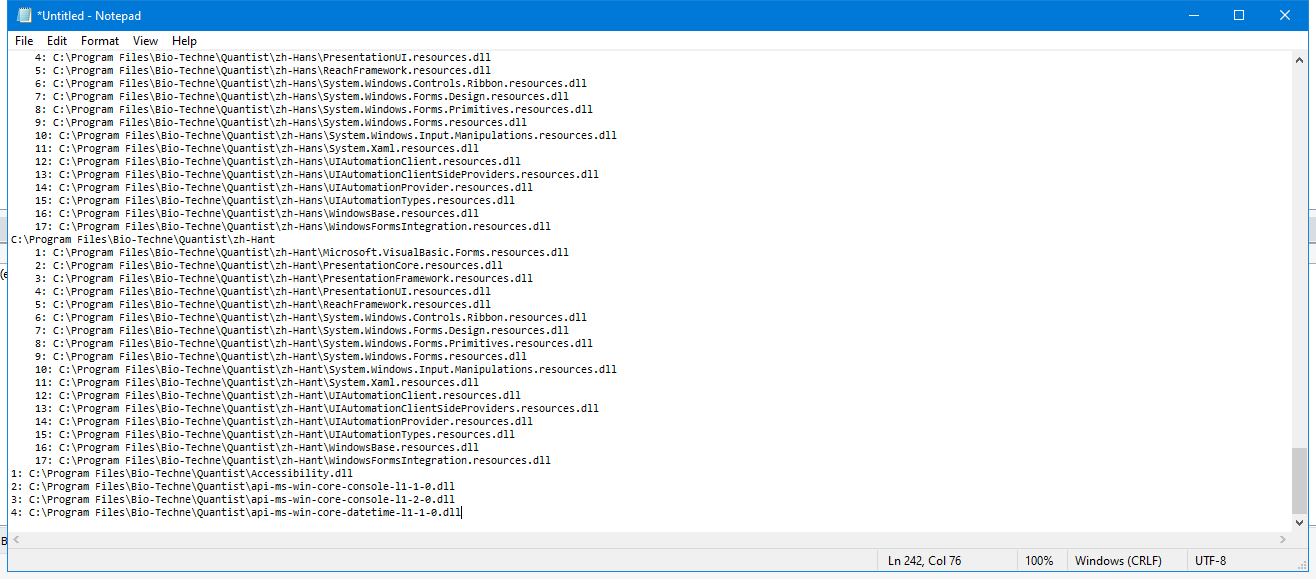 *Untitled - Notepad
File Edit Format View Help
4: C:\Program Files\Bio-Techne\Quantist\zh-Hans\PresentationUI.resources.dll
5: C:\Program Files\Bio-Techne\Quantist\zh-Hans\ReachFramework.resources.dll
6: C:\Program Files\Bio-Techne\Quantist\zh-Hans\System.Windows.Controls.Ribbon.resources.dll
7: C:\Program Files\Bio-Techne\Quantist\zh-Hans\System.Windows.Forms.Design.resources.dll
8: C:\Program Files\Bio-Techne\Quantist\zh-Hans\System.Windows.Forms.Primitives.resources.dll
9: C:\Program Files\Bio-Techne\Quantist\zh-Hans\System.Windows.Forms.resources.dll
10: C:\Program Files\Bio-Techne\Quantist\zh-Hans\System.Windows.Input.Manipulations.resources.dll
11: C:\Program Files\Bio-Techne\Quantist\zh-Hans\System.Xaml.resources.dll
12: C:\Program Files\Bio-Techne\Quantist\zh-Hans\UIAutomationClient.resources.dll
13: C:\Program Files\Bio-Techne\Quantist\zh-Hans\UIAutomationClientSideProviders.resources.dll
14: C:\Program Files\Bio-Techne\Quantist\zh-Hans\UIAutomationProvider.resources.dll
15: C:\Program Files\Bio-Techne\Quantist\zh-Hans\UIAutomationTypes.resources.dll
16: C:\Program Files\Bio-Techne\Quantist\zh-Hans\WindowsBase.resources.dll
17: C:\Program Files\Bio-Techne\Quantist\zh-Hans\WindowsFormsIntegration.resources.dll
C:\Program Files\Bio-Techne\Quantist\zh-Hant
1: C:\Program Files\Bio-Techne\Quantist\zh-Hant\Microsoft.VisualBasic.Forms.resources.dll
2: C:\Program Files\Bio-Techne\Quantist\zh-Hant\PresentationCore.resources.dll
3: C:\Program Files\Bio-Techne\Quantist\zh-Hant\PresentationFramework.resources.dll
4: C:\Program Files\Bio-Techne\Quantist\zh-Hant\PresentationUI.resources.dll
5: C:\Program Files\Bio-Techne\Quantist\zh-Hant\ReachFramework.resources.dll
6: C:\Program Files\Bio-Techne\Quantist\zh-Hant\System.Windows.Controls.Ribbon.resources.dll
7: C:\Program Files\Bio-Techne\Quantist\zh-Hant\System.Windows.Forms.Design.resources.dll
8: C:\Program Files\Bio-Techne\Quantist\zh-Hant\System.Windows.Forms.Primitives.resources.dll
9: C:\Program Files\Bio-Techne\Quantist\zh-Hant\System.Windows.Forms.resources.dll
10: C:\Program Files\Bio-Techne\Quantist\zh-Hant\System.Windows.Input.Manipulations.resources.dll
11: C:\Program Files\Bio-Techne\Quantist\zh-Hant\System.Xaml.resources.dll
12: C:\Program Files\Bio-Techne\Quantist\zh-Hant\UIAutomationClient.resources.dll
13: C:\Program Files\Bio-Techne\Quantist\zh-Hant\UIAutomationClientSideProviders.resources.dll
14: C:\Program Files\Bio-Techne\Quantist\zh-Hant\UIAutomationProvider.resources.dll
15: C:\Program Files\Bio-Techne\Quantist\zh-Hant\UIAutomationTypes.resources.dll
16: C:\Program Files\Bio-Techne\Quantist\zh-Hant\WindowsBase.resources.dll
17: C:\Program Files\Bio-Techne\Quantist\zh-Hant\WindowsFormsIntegration.resources.dll
1: C:\Program Files\Bio-Techne\Quantist\Accessibility.dll
2: C:\Program Files\Bio-Techne\Quantist\api-ms-win-core-console-l1-1-0.dll
3: C:\Program Files\Bio-Techne\Quantist\api-ms-win-core-console-l1-2-0.dll
4: C:\Program Files\Bio-Techne\Quantist\api-ms-win-core-datetime-l1-1-0.dll
Ln 242, Col 76 100% Windows (CRLF) UTF-8